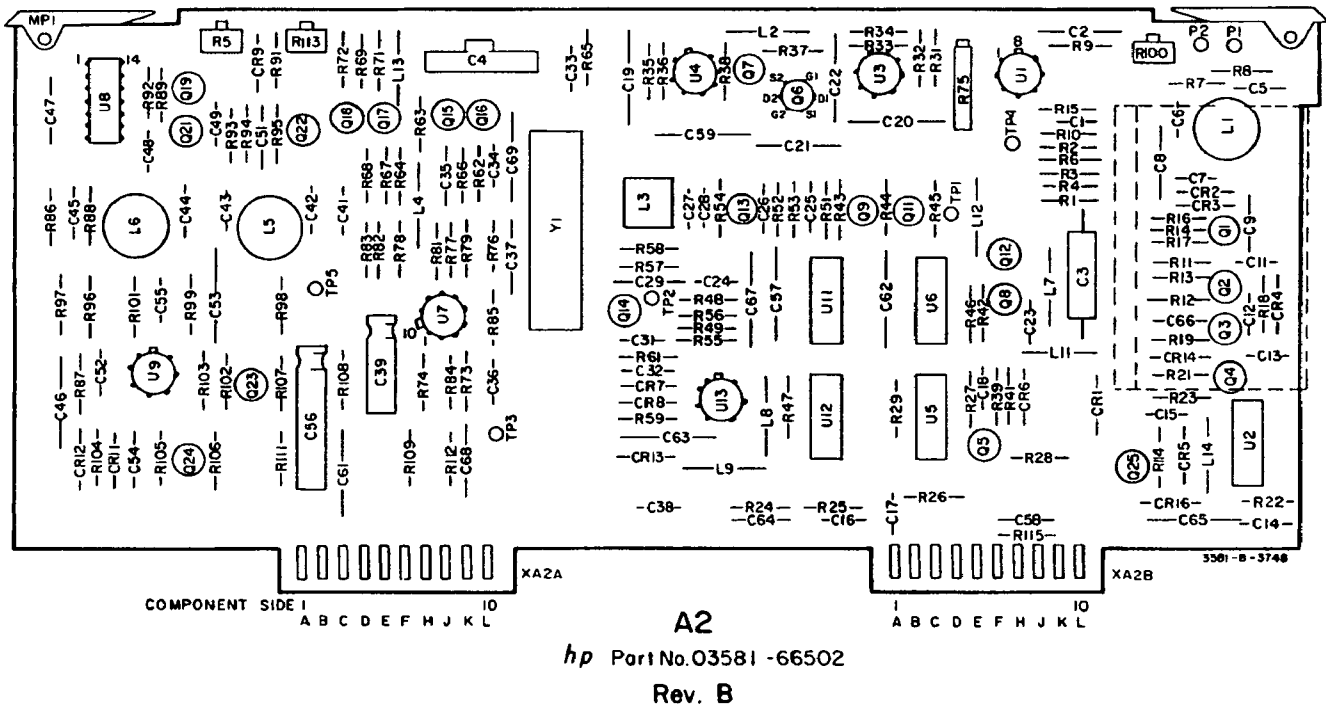 MP1
R5
R113
CR9
R91
R72
R69
R71
L13
C4
C33
R65
C19
R35
R36
U4
R38
L2
R37
Q7
S2
G1
Q6
D2
D1
G2
S1
C22
R34
R33
U3
R32
R31
R75
8
U1
C2
R9
R100
P2
P1
R8
R7
C5
1
14
U8
C47
R92
R89
Q19
Q21
C48
C49
R93
R94
C51
R95
Q22
Q18
Q17
R63
Q15
Q16
C59
C21
C20
TP4
R15
C1
R10
R2
R6
R3
R4
R1
C6
L1
C8
R68
R67
R64
L4
C35
R66
R62
C34
C69
Y1
R86
C45
R88
L6
C44
C43
L5
C42
C41
R83
R82
R78
R81
R77
R79
R76
C37
L3
C27
C28
R54
Q13
C26
R52
R53
C25
R51
R43
Q9
R44
Q11
R45
TP1
L12
C7
CR2
CR3
R16
R14
R17
Q1
C9
R58
R57
C29
C24
TP2
Q14
R48
R56
R49
R55
C67
C57
U11
C62
U6
Q12
Q8
R46
R42
C23
L7
C3
L11
R11
R13
R12
C66
R19
CR14
R21
Q2
Q3
Q4
C11
C12
R18
CR4
C13
R97
R96
R101
C55
R99
C53
R98
TP5
U7
10
R85
C31
R61
C32
CR7
CR8
R59
C63
CR13
C46
R87
C52
U9
R103
R102
Q23
R107
C56
R108
C39
R74
R84
R73
C36
TP3
U13
L8
R47
L9
U12
R29
U5
R27
C18
R39
R41
CR6
Q5
R28
CR1
R23
C15
Q25
R114
CR5
L14
U2
CR12
R104
CR11
C54
R105
Q24
R106
R111
C61
R109
R112
C68
C38
R24
C64
R25
C16
C17
R26
C58
R115
CR16
C65
R22
C14
3581-B-3748
XA2A
XA2B
COMPONENT SIDE 1 10
A B C D E F H J K L
1 10
A B C D E F H J K L
A2
hp Part No. 03581-66502
Rev. B